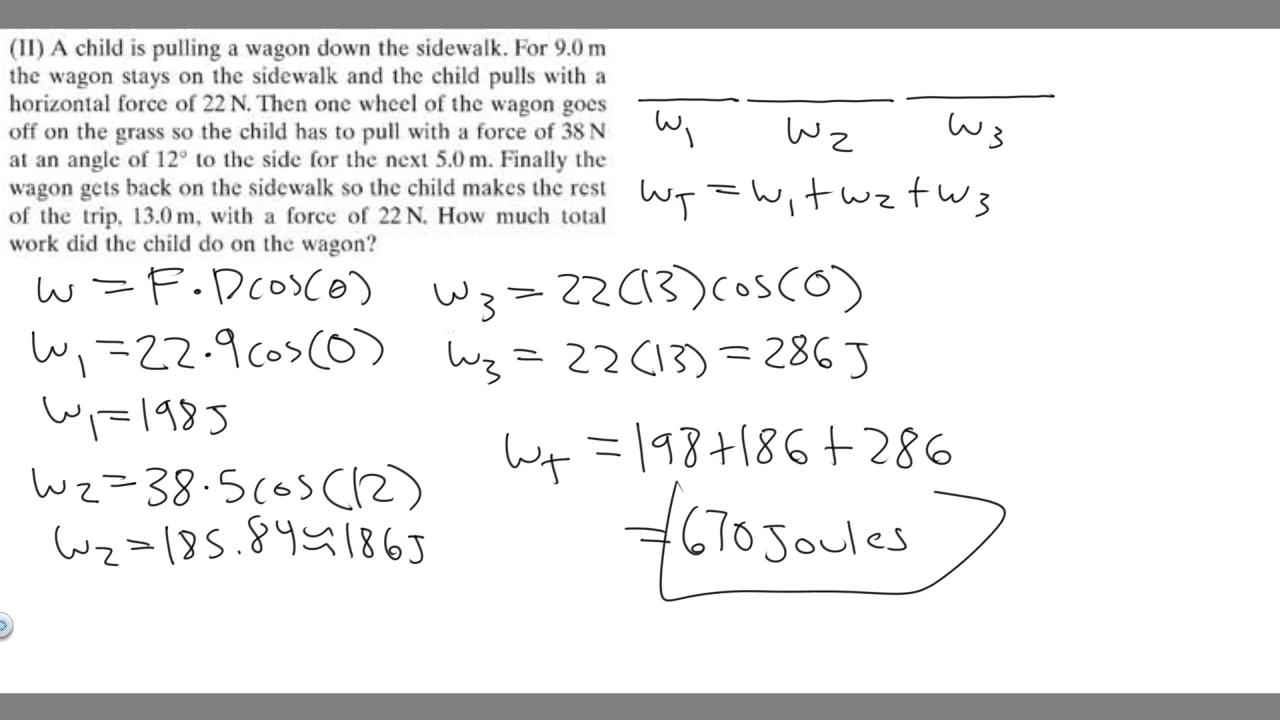 (II) A child is pulling a wagon down the sidewalk. For 9.0 m
the wagon stays on the sidewalk and the child pulls with a
horizontal force of 22 N. Then one wheel of the wagon goes
off on the grass so the child has to pull with a force of 38 N
at an angle of 12° to the side for the next 5.0 m. Finally the
wagon gets back on the sidewalk so the child makes the rest
of the trip, 13.0 m, with a force of 22 N. How much total
work did the child do on the wagon?
w₁ w₂ w₃
w_T = w₁ + w₂ + w₃
w = F · D cos(θ)
w₁ = 22 · 9 cos(0)
w₁ = 198 J
w₂ = 38 · 5 cos(12)
w₂ = 185.84 ≈ 186 J
w₃ = 22(13) cos(0)
w₃ = 22(13) = 286 J
w_t = 198 + 186 + 286
= 670 Joules